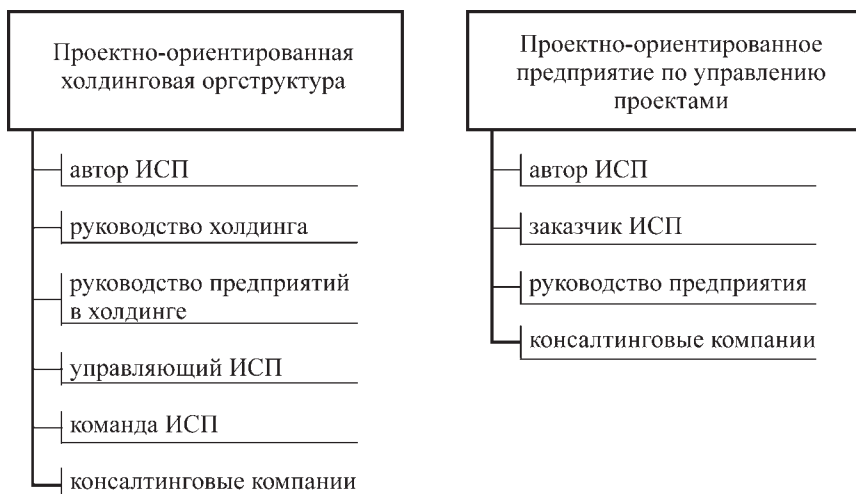 Проектно-ориентированная
холдинговая оргструктура
автор ИСП
руководство холдинга
руководство предприятий
в холдинге
управляющий ИСП
команда ИСП
консалтинговые компании
Проектно-ориентированное
предприятие по управлению
проектами
автор ИСП
заказчик ИСП
руководство предприятия
консалтинговые компании